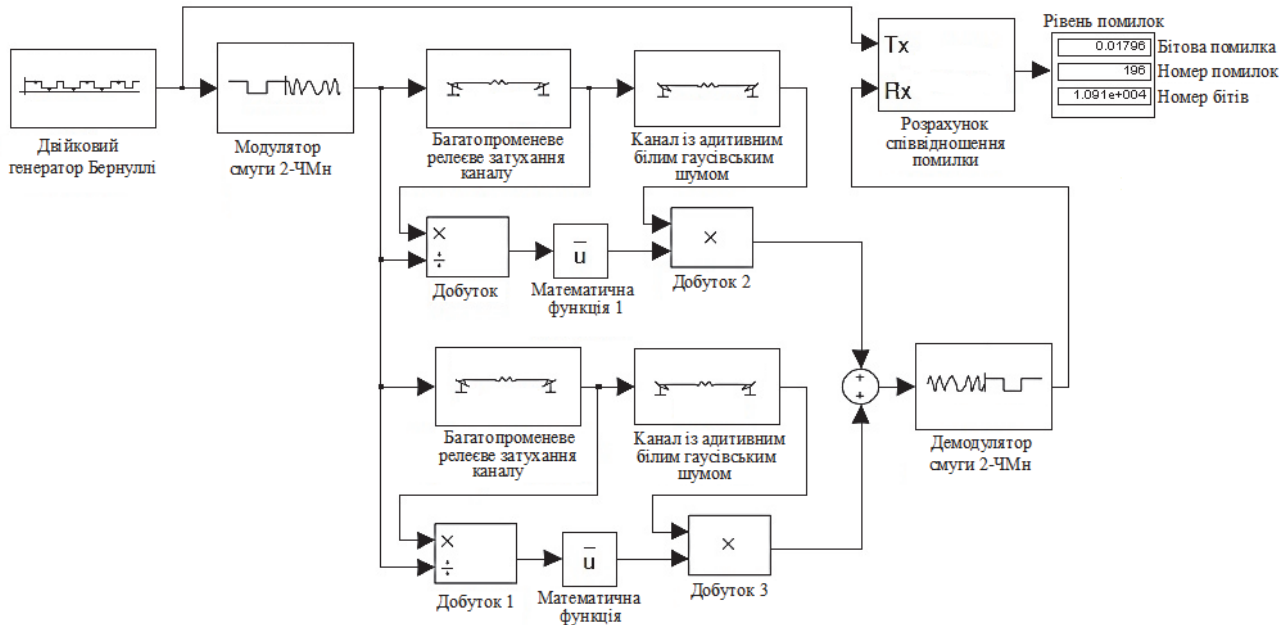 Рівень помилок
Tx
Rx
0.01796
Бітова помилка
196
Номер помилок
1.091e+004
Номер бітів
Двійковий
генератор Бернуллі
Модулятор
смуги 2-ЧМн
Багатопроменеве
релеєве затухання
каналу
Канал із адитивним
білим гаусівським
шумом
Розрахунок
співвідношення
помилки
×
÷
u
×
Добуток
Математична
функція 1
Добуток 2
Багатопроменеве
релеєве затухання
каналу
Канал із адитивним
білим гаусівським
шумом
+
+
Демодулятор
смуги 2-ЧМн
×
÷
u
×
Добуток 1
Математична
функція
Добуток 3